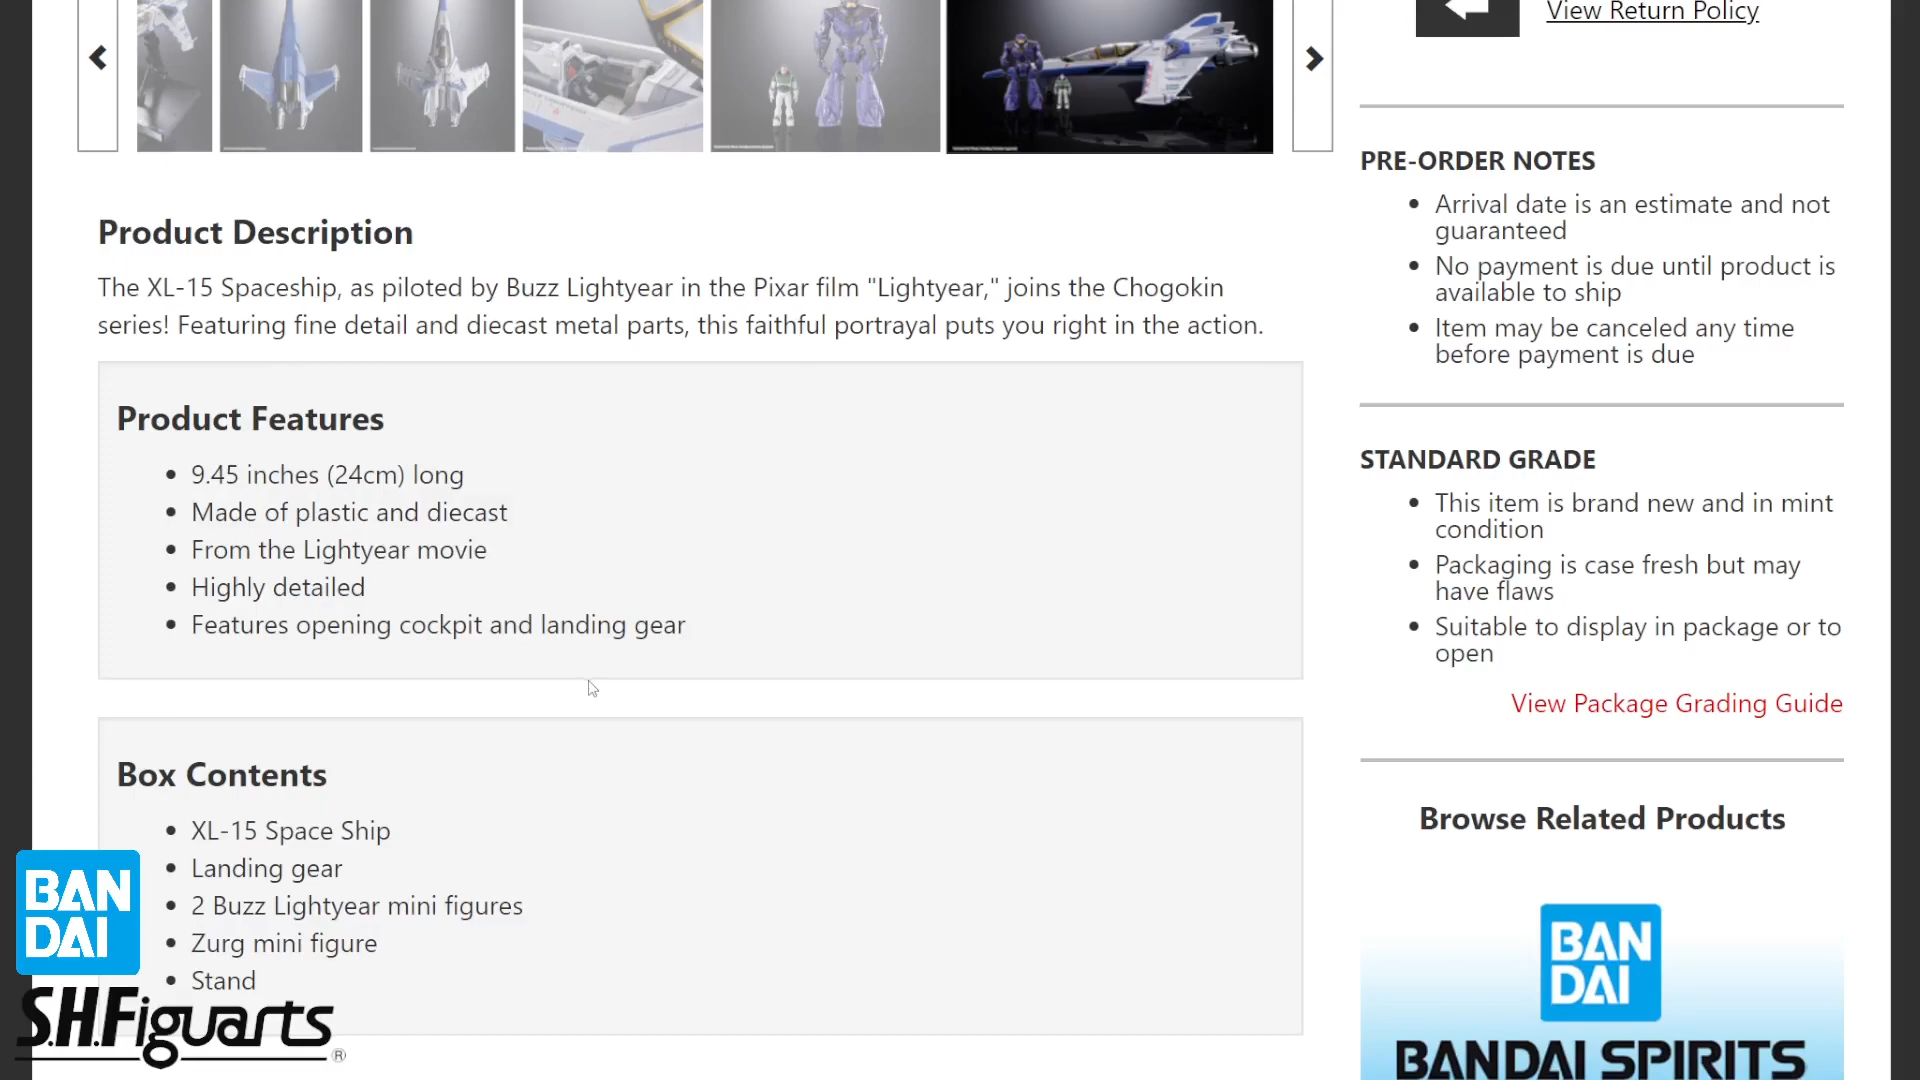 View Return Policy
PRE-ORDER NOTES
Arrival date is an estimate and not
guaranteed
No payment is due until product is
available to ship
Item may be canceled any time
before payment is due
Product Description
The XL-15 Spaceship, as piloted by Buzz Lightyear in the Pixar film "Lightyear," joins the Chogokin
series! Featuring fine detail and diecast metal parts, this faithful portrayal puts you right in the action.
Product Features
9.45 inches (24cm) long
Made of plastic and diecast
From the Lightyear movie
Highly detailed
Features opening cockpit and landing gear
STANDARD GRADE
This item is brand new and in mint
condition
Packaging is case fresh but may
have flaws
Suitable to display in package or to
open
View Package Grading Guide
Box Contents
XL-15 Space Ship
Landing gear
2 Buzz Lightyear mini figures
Zurg mini figure
Stand
Browse Related Products
BAN
DAI
BANDAI SPIRITS
BAN
DAI
S.H.Figuarts®